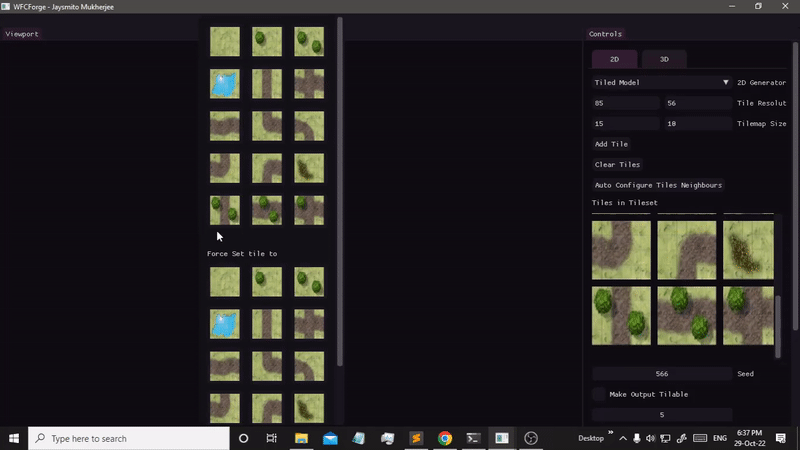 WFCForge - Jaysmito Mukherjee
Viewport
Controls
2D
3D
Tiled Model
2D Generator
85
56
Tile Resolut
15
10
Tilemap Size
Add Tile
Clear Tiles
Auto Configure Tiles Neighbours
Tiles in Tileset
Force Set tile to
566
Seed
Make Output Tilable
5
Type here to search
Desktop
ENG
6:37 PM
29-Oct-22